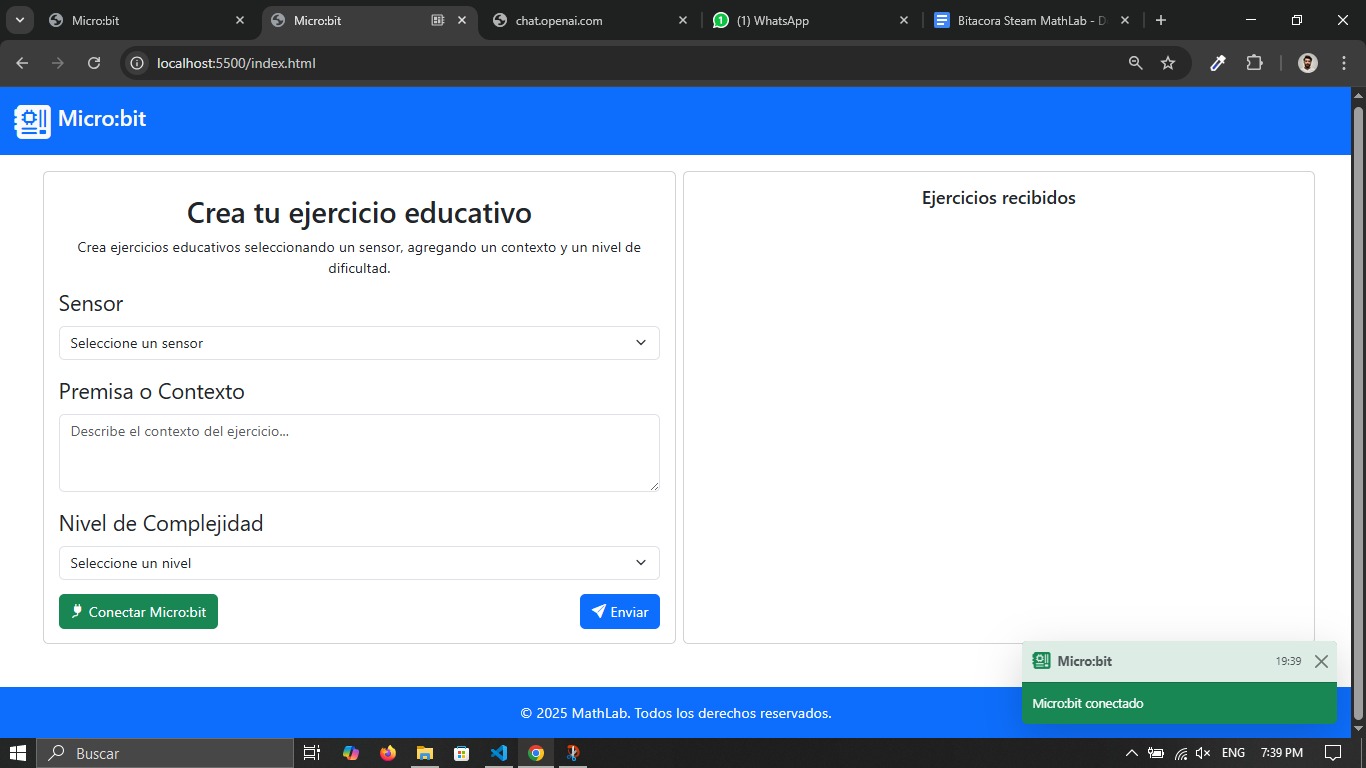 Micro:bit
Micro:bit
chat.openai.com
(1) WhatsApp
Bitacora Steam MathLab - D
localhost:5500/index.html
Micro:bit
Crea tu ejercicio educativo
Crea ejercicios educativos seleccionando un sensor, agregando un contexto y un nivel de
dificultad.
Sensor
Seleccione un sensor
Premisa o Contexto
Describe el contexto del ejercicio...
Nivel de Complejidad
Seleccione un nivel
Conectar Micro:bit
Enviar
Ejercicios recibidos
Micro:bit
19:39
Micro:bit conectado
© 2025 MathLab. Todos los derechos reservados.
Buscar
ENG
7:39 PM